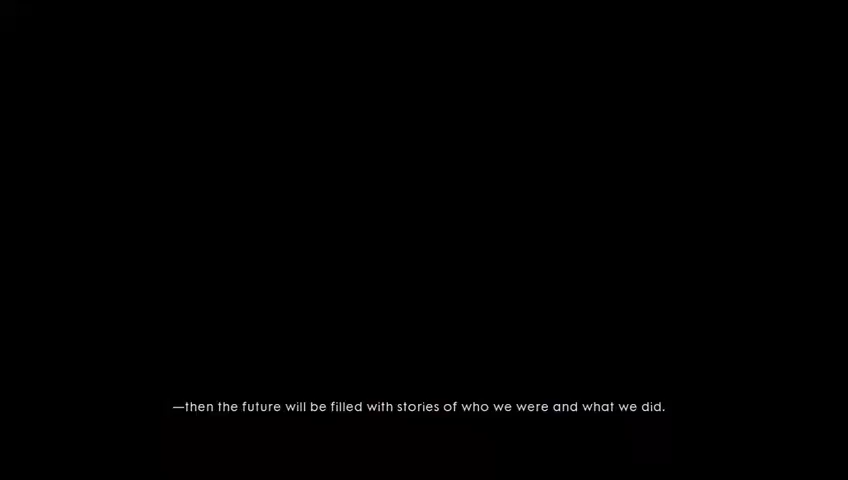 —then the future will be filled with stories of who we were and what we did.